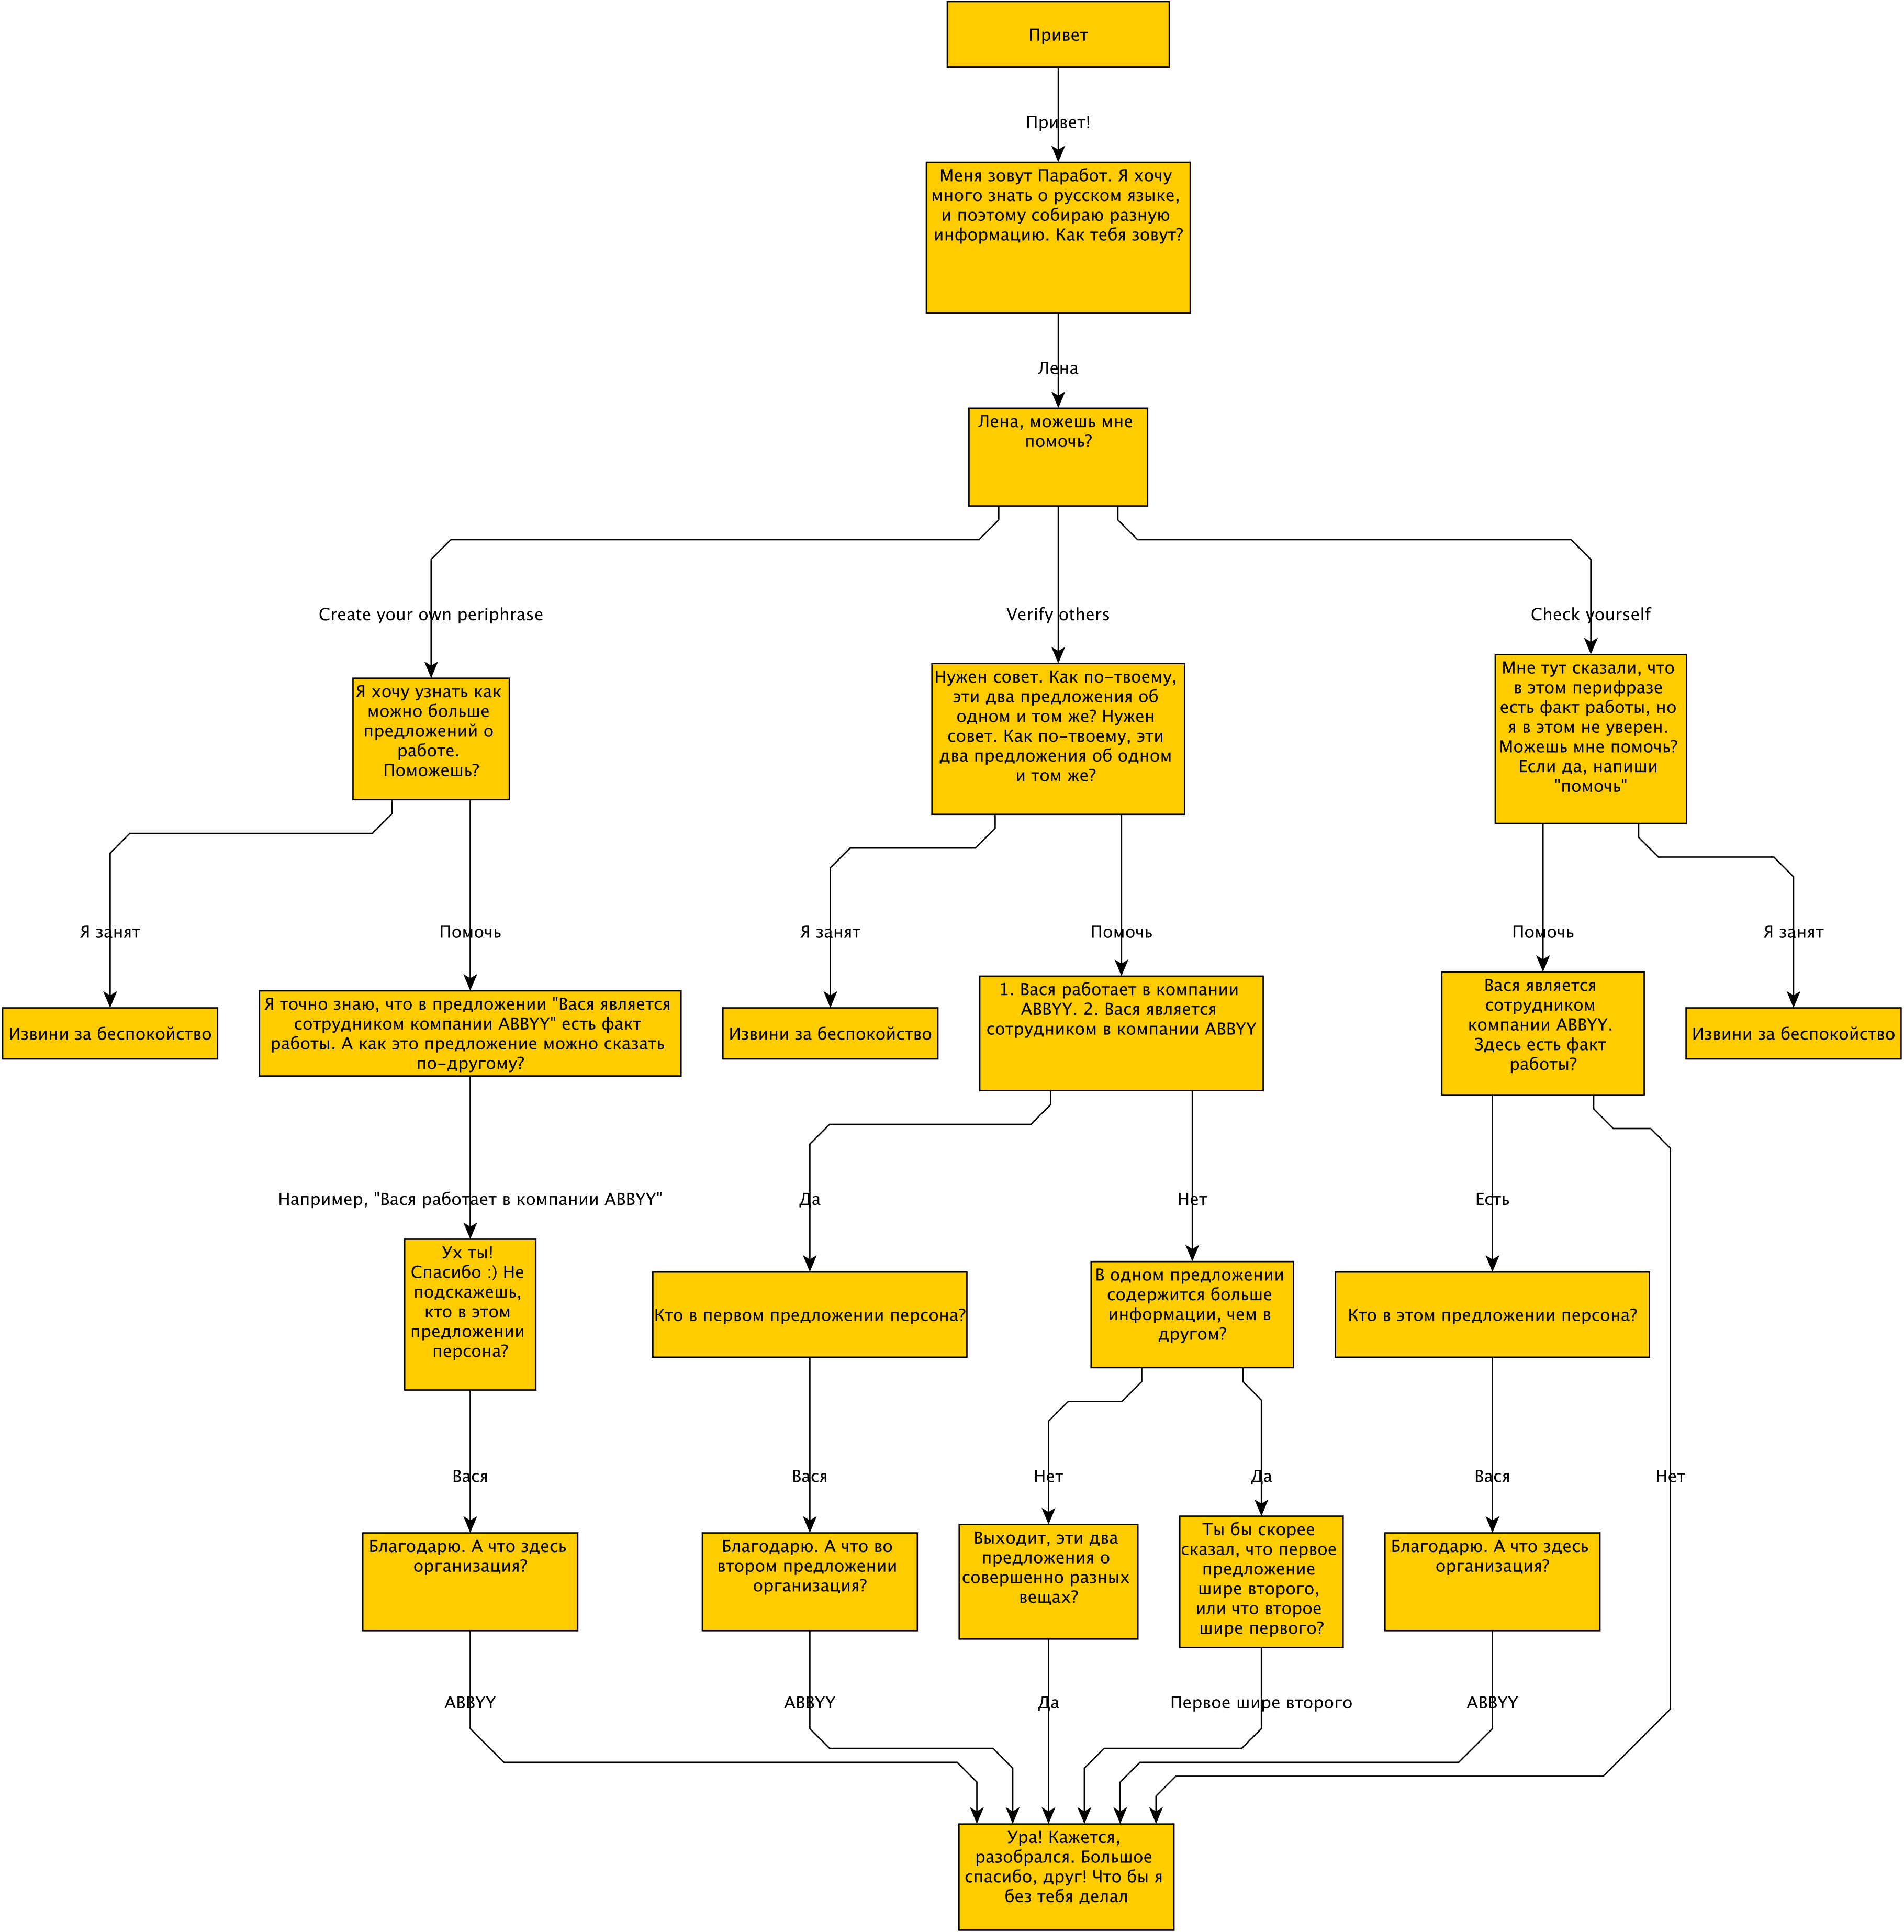 Привет
Привет!
Меня зовут Паработ. Я хочу
много знать о русском языке,
и поэтому собираю разную
информацию. Как тебя зовут?
Лена
Лена, можешь мне
помочь?
Create your own periphrase
Verify others
Check yourself
Я хочу узнать как
можно больше
предложений о
работе.
Поможешь?
Нужен совет. Как по-твоему,
эти два предложения об
одном и том же? Нужен
совет. Как по-твоему, эти
два предложения об одном
и том же?
Мне тут сказали, что
в этом перифразе
есть факт работы, но
я в этом не уверен.
Можешь мне помочь?
Если да, напиши
"помочь"
Я занят
Помочь
Я занят
Помочь
Помочь
Я занят
Извини за беспокойство
Я точно знаю, что в предложении "Вася является
сотрудником компании ABBYY" есть факт
работы. А как это предложение можно сказать
по-другому?
Извини за беспокойство
1. Вася работает в компании
ABBYY. 2. Вася является
сотрудником в компании ABBYY
Вася является
сотрудником
компании ABBYY.
Здесь есть факт
работы?
Извини за беспокойство
Например, "Вася работает в компании ABBYY"
Да
Нет
Есть
Ух ты!
Спасибо :) Не
подскажешь,
кто в этом
предложении
персона?
Кто в первом предложении персона?
В одном предложении
содержится больше
информации, чем в
другом?
Кто в этом предложении персона?
Вася
Вася
Нет
Да
Вася
Нет
Благодарю. А что здесь
организация?
Благодарю. А что во
втором предложении
организация?
Выходит, эти два
предложения о
совершенно разных
вещах?
Ты бы скорее
сказал, что первое
предложение
шире второго,
или что второе
шире первого?
Благодарю. А что здесь
организация?
ABBYY
ABBYY
Да
Первое шире второго
ABBYY
Ура! Кажется,
разобрался. Большое
спасибо, друг! Что бы я
без тебя делал